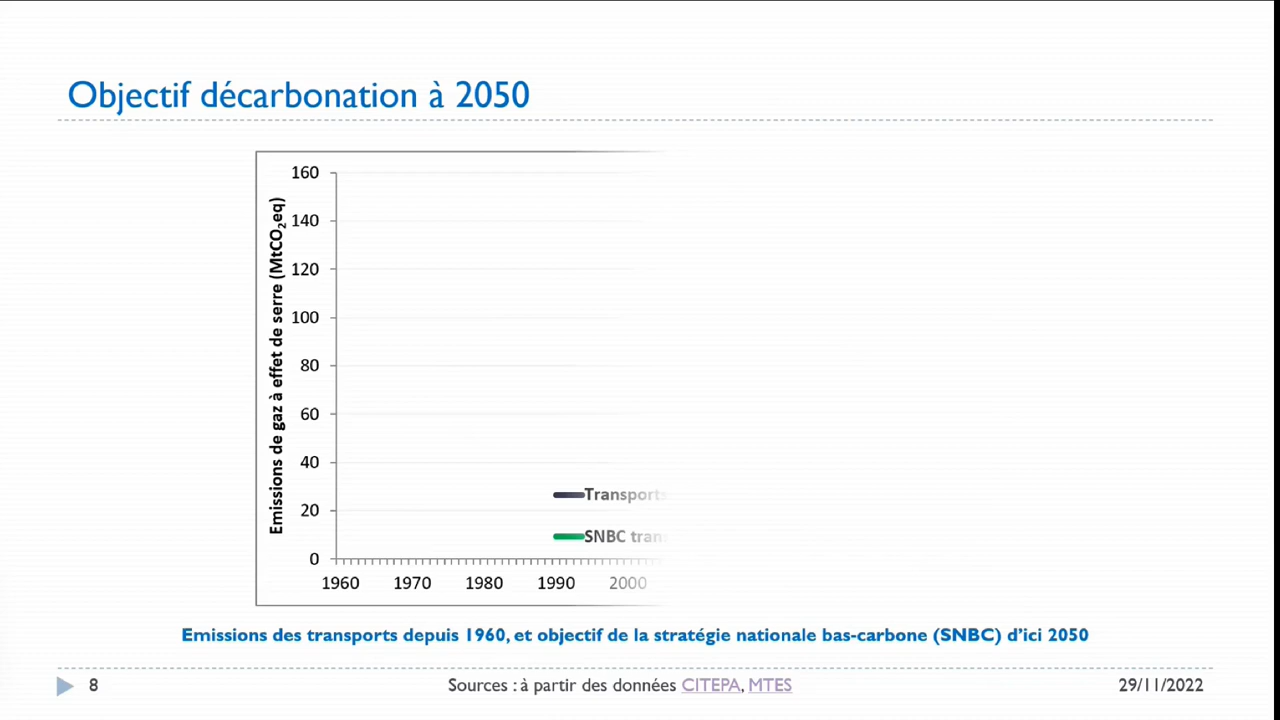 Objectif décarbonation à 2050
Emissions de gaz à effet de serre (MtCO₂eq)
160
140
120
100
80
60
40
20
0
Transports
SNBC
1960 1970 1980 1990 2000
Emissions des transports depuis 1960, et objectif de la stratégie nationale bas-carbone (SNBC) d'ici 2050
8 Sources : à partir des données CITEPA, MTES 29/11/2022